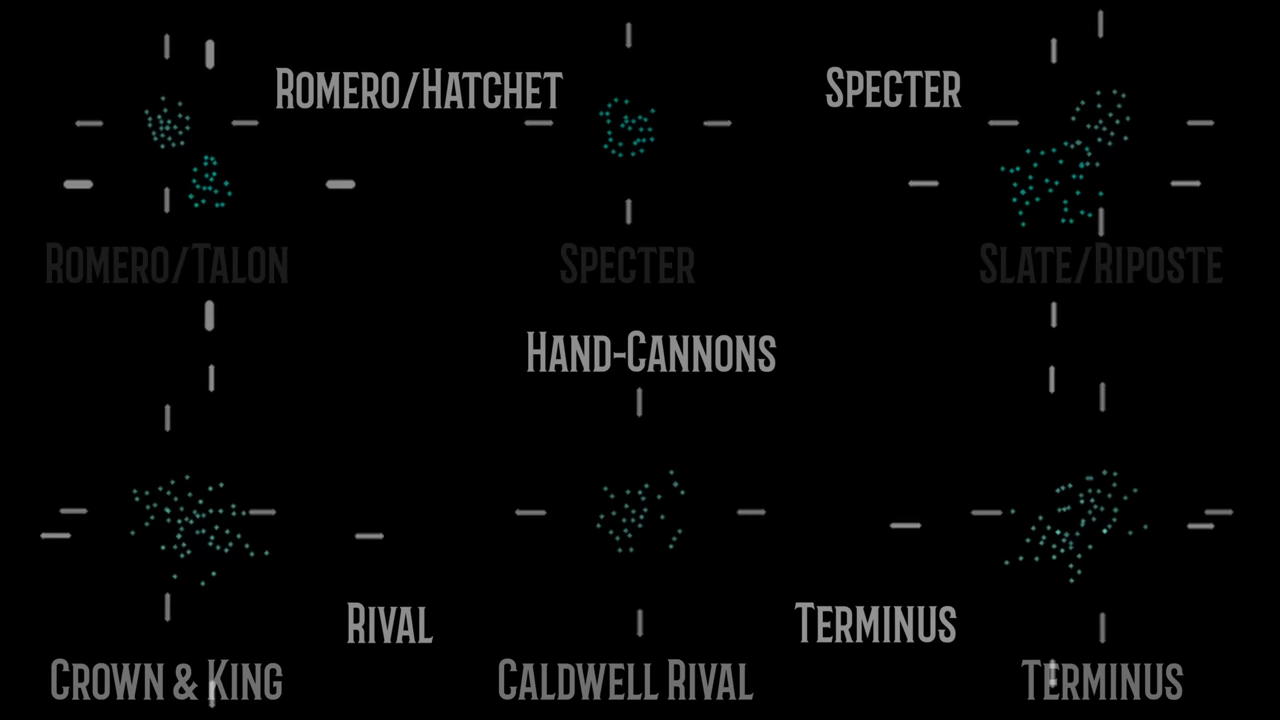 Romero/Hatchet
Specter
Romero/Talon
Specter
Slate/Riposte
Hand-Cannons
Rival
Terminus
Crown & King
Caldwell Rival
Terminus